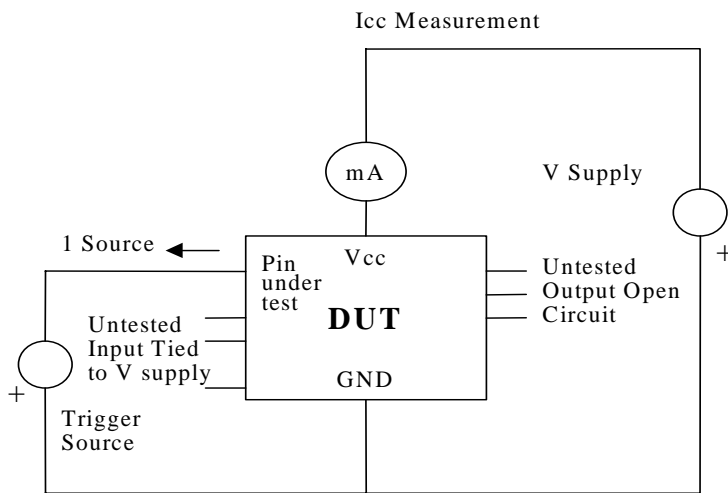 Icc Measurement
mA
V Supply
+
1 Source
Vcc
Pin
under
test
DUT
GND
Untested
Output Open
Circuit
Untested
Input Tied
to V supply
+
Trigger
Source